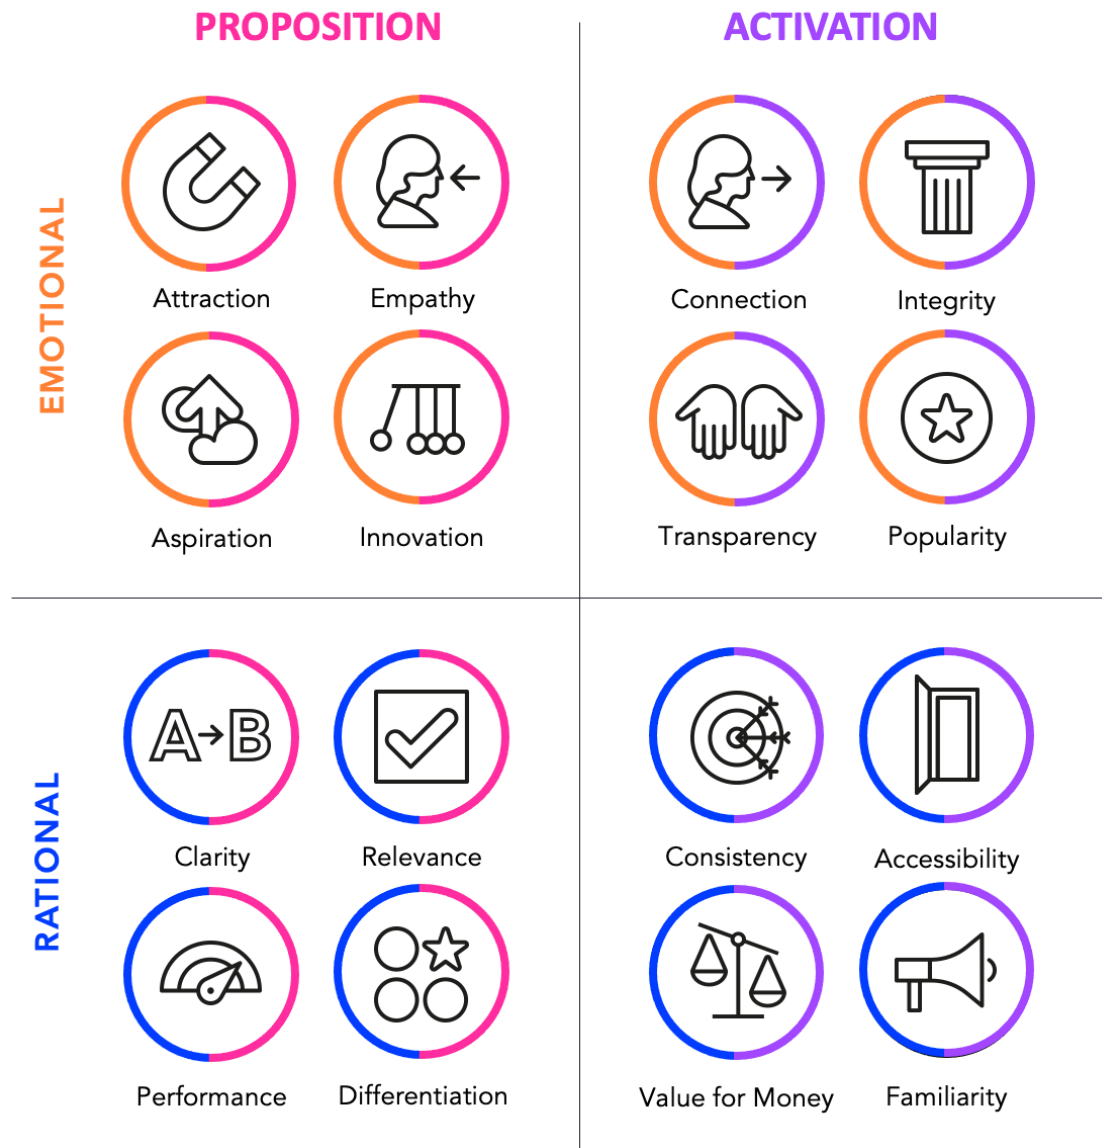 PROPOSITION
ACTIVATION
EMOTIONAL
Attraction
Empathy
Connection
Integrity
Aspiration
Innovation
Transparency
Popularity
RATIONAL
A→B
Clarity
Relevance
Consistency
Accessibility
Performance
Differentiation
Value for Money
Familiarity